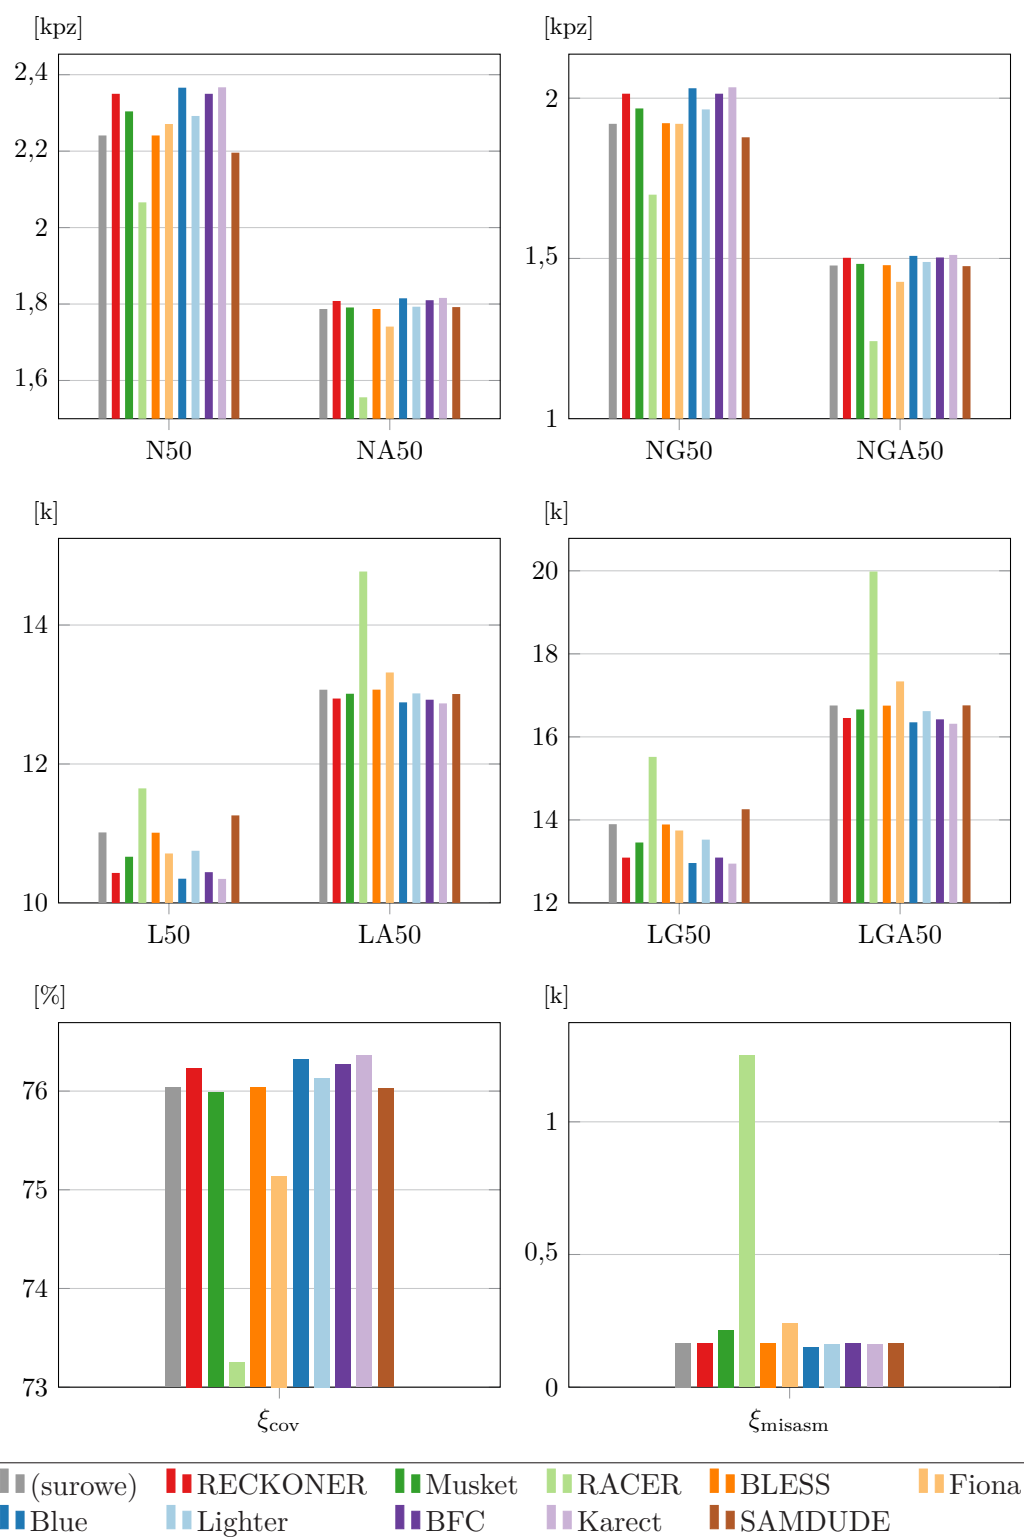 [kpz]
2,4
2,2
2
1,8
1,6
N50 NA50
[kpz]
2
1,5
1
NG50 NGA50
[k]
14
12
10
L50 LA50
[k]
20
18
16
14
12
LG50 LGA50
[%]
76
75
74
73
ξcov
[k]
1
0,5
0
ξmisasm
(surowe) RECKONER Musket RACER BLESS Fiona
Blue Lighter BFC Karect SAMDUDE